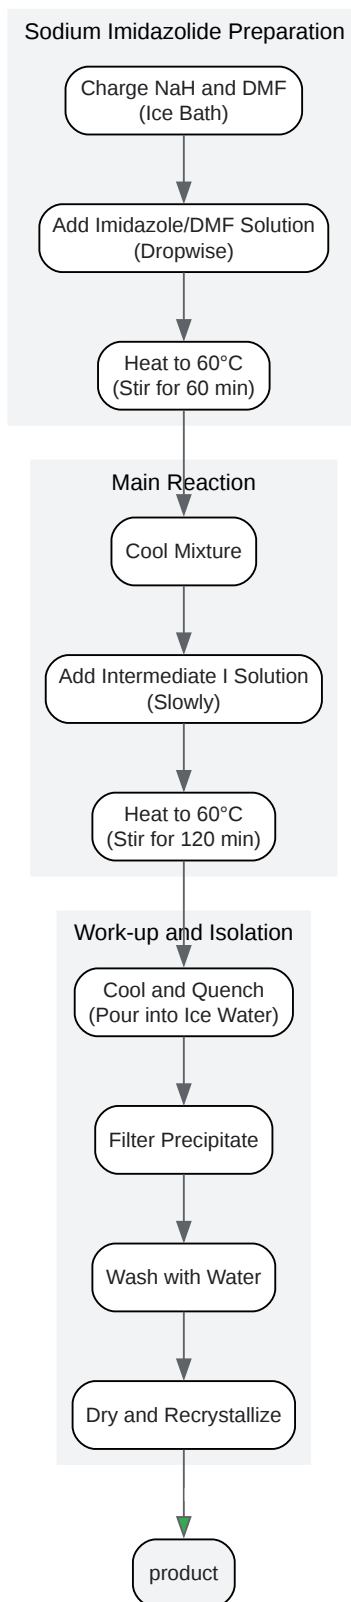 Sodium Imidazolide Preparation
Charge NaH and DMF
(Ice Bath)
Add Imidazole/DMF Solution
(Dropwise)
Heat to 60°C
(Stir for 60 min)
Main Reaction
Cool Mixture
Add Intermediate I Solution
(Slowly)
Heat to 60°C
(Stir for 120 min)
Work-up and Isolation
Cool and Quench
(Pour into Ice Water)
Filter Precipitate
Wash with Water
Dry and Recrystallize
product